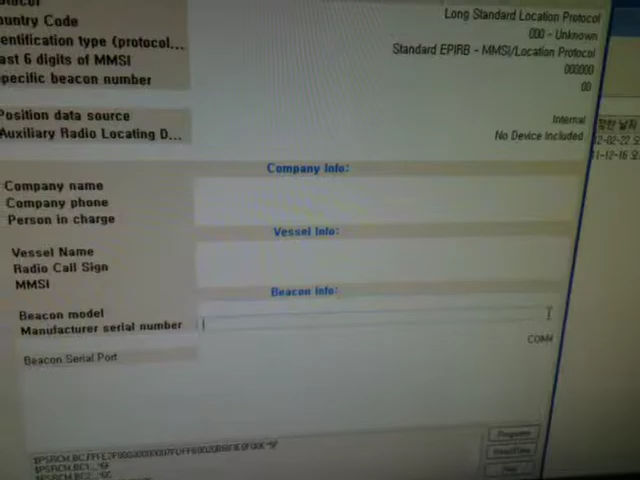 Long Standard Location Protocol
ountry Code
000 - Unknown
entification type (protocol...
Standard EPIRB - MMSI/Location Protocol
ast 6 digits of MMSI
000000
pecific beacon number
00
Position data source
Internal
Auxiliary Radio Locating D...
No Device Included
Company Info:
Company name
Company phone
Person in charge
Vessel Info:
Vessel Name
Radio Call Sign
MMSI
Beacon Info:
Beacon model
Manufacturer serial number
Beacon Serial Port
COM4